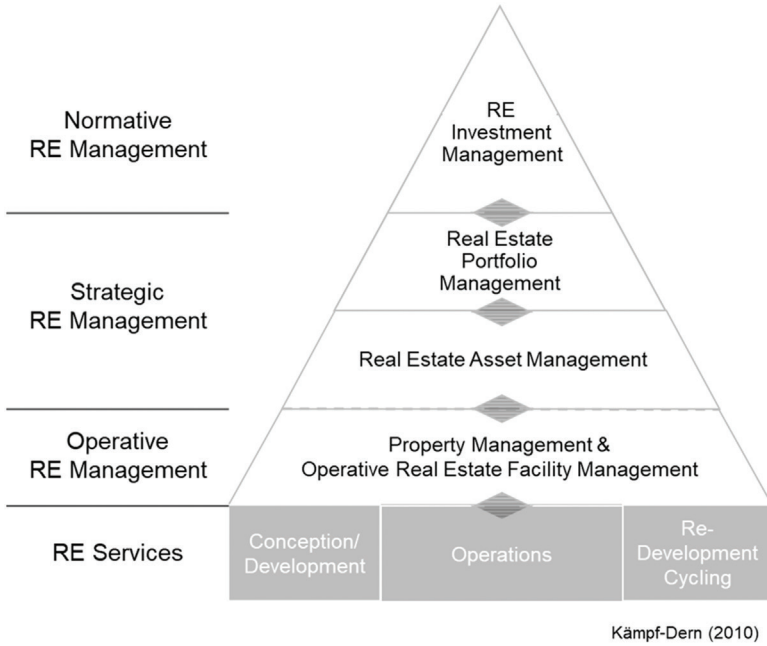 Normative
RE Management
RE
Investment
Management
Strategic
RE Management
Real Estate
Portfolio
Management
Real Estate Asset Management
Operative
RE Management
Property Management &
Operative Real Estate Facility Management
RE Services
Conception/
Development
Operations
Re-
Development
Cycling
Kämpf-Dern (2010)